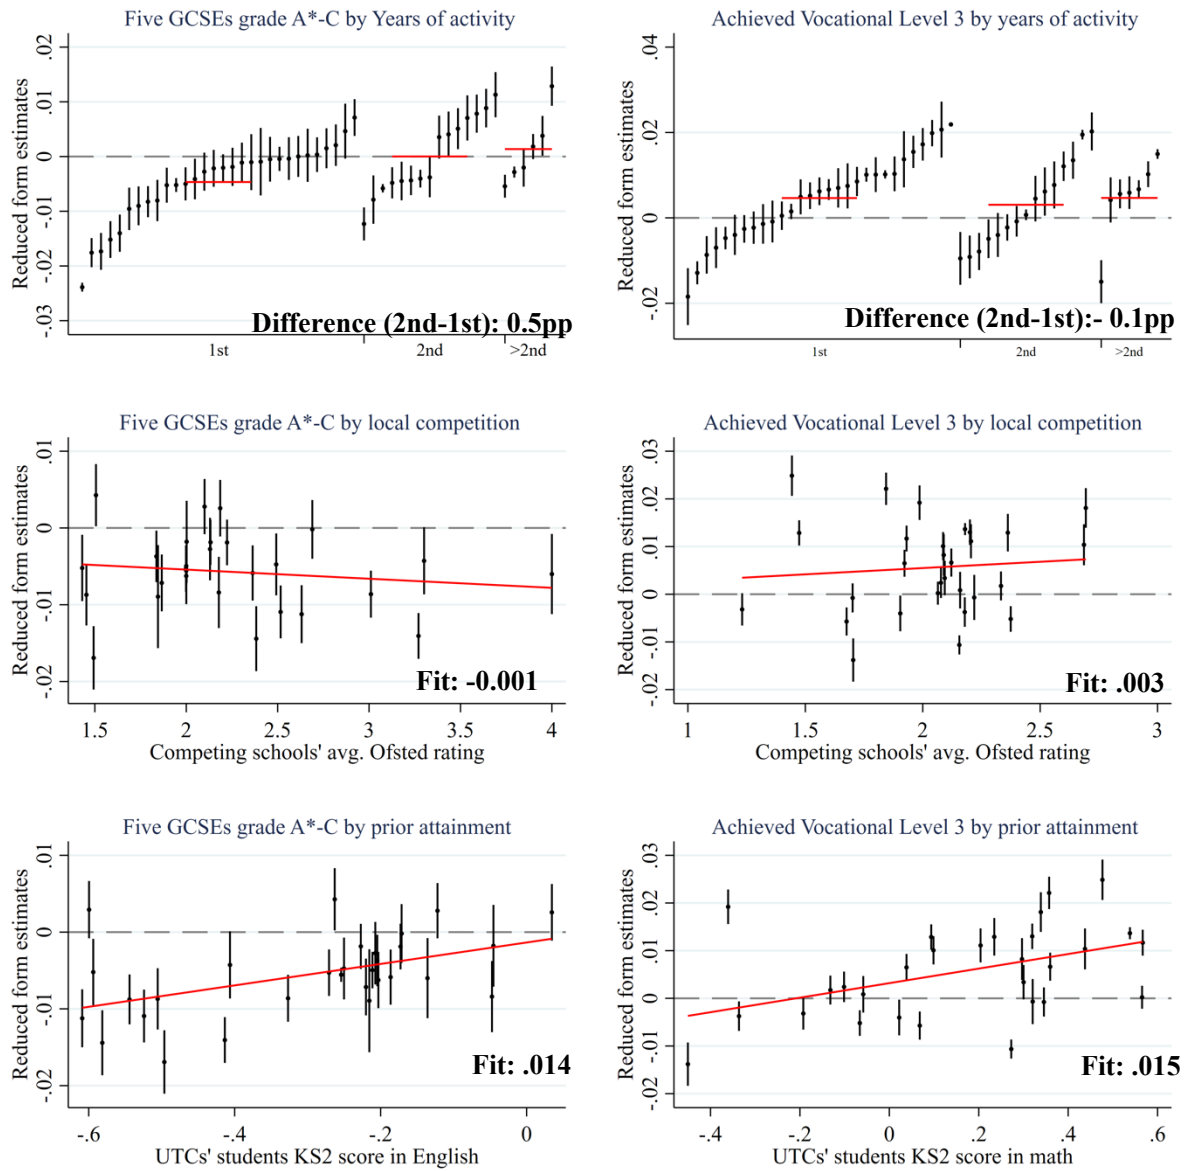 Five GCSEs grade A*-C by Years of activity
Reduced form estimates
.02
.01
0
-.01
-.02
-.03
Difference (2nd-1st): 0.5pp
1st
2nd
>2nd
Achieved Vocational Level 3 by years of activity
Reduced form estimates
.04
.02
0
-.02
Difference (2nd-1st):- 0.1pp
1st
2nd
>2nd
Five GCSEs grade A*-C by local competition
Reduced form estimates
.01
0
-.01
-.02
Fit: -0.001
1.5
2
2.5
3
3.5
4
Competing schools' avg. Ofsted rating
Achieved Vocational Level 3 by local competition
Reduced form estimates
.03
.02
.01
0
-.01
-.02
Fit: .003
1
1.5
2
2.5
3
Competing schools' avg. Ofsted rating
Five GCSEs grade A*-C by prior attainment
Reduced form estimates
.01
0
-.01
-.02
Fit: .014
-.6
-.4
-.2
0
UTCs' students KS2 score in English
Achieved Vocational Level 3 by prior attainment
Reduced form estimates
.03
.02
.01
0
-.01
-.02
Fit: .015
-.4
-.2
0
.2
.4
.6
UTCs' students KS2 score in math